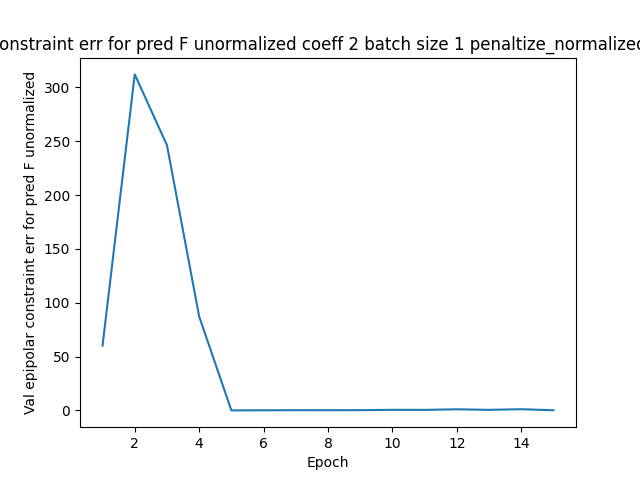 onstraint err for pred F unormalized coeff 2 batch size 1 penaltize_normalized
Val epipolar constraint err for pred F unormalized
300
250
200
150
100
50
0
2 4 6 8 10 12 14
Epoch